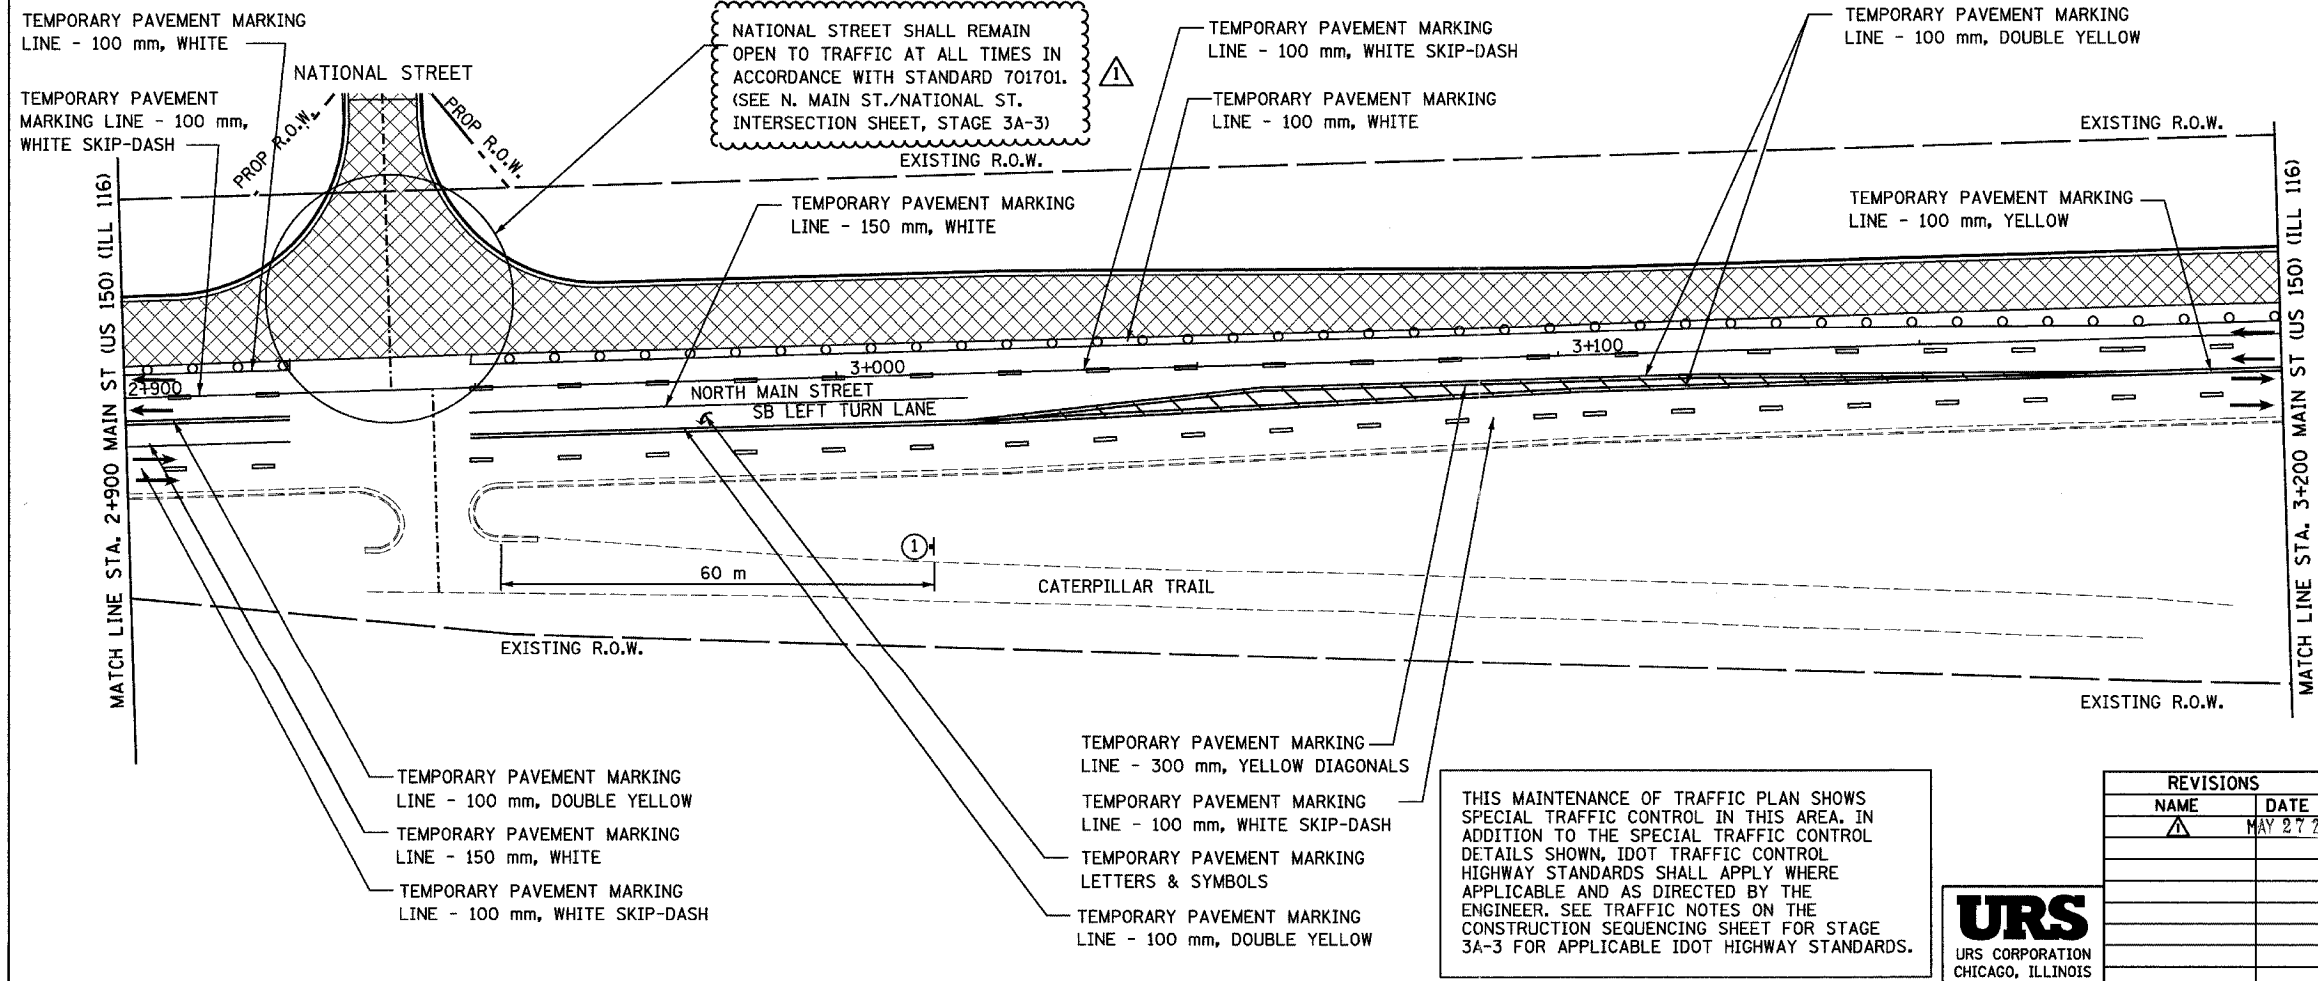 TEMPORARY PAVEMENT MARKING
LINE - 100 mm, WHITE
NATIONAL STREET
TEMPORARY PAVEMENT
MARKING LINE - 100 mm,
WHITE SKIP-DASH
PROP R.O.W.
PROP R.O.W.
NATIONAL STREET SHALL REMAIN
OPEN TO TRAFFIC AT ALL TIMES IN
ACCORDANCE WITH STANDARD 701701.
(SEE N. MAIN ST./NATIONAL ST.
INTERSECTION SHEET, STAGE 3A-3)
1
EXISTING R.O.W.
TEMPORARY PAVEMENT MARKING
LINE - 100 mm, WHITE SKIP-DASH
TEMPORARY PAVEMENT MARKING
LINE - 100 mm, WHITE
TEMPORARY PAVEMENT MARKING
LINE - 100 mm, DOUBLE YELLOW
EXISTING R.O.W.
TEMPORARY PAVEMENT MARKING
LINE - 150 mm, WHITE
TEMPORARY PAVEMENT MARKING
LINE - 100 mm, YELLOW
MATCH LINE STA. 2+900 MAIN ST (US 150) (ILL 116)
MATCH LINE STA. 3+200 MAIN ST (US 150) (ILL 116)
2+900
3+000
3+100
NORTH MAIN STREET
SB LEFT TURN LANE
1
60 m
CATERPILLAR TRAIL
EXISTING R.O.W.
EXISTING R.O.W.
TEMPORARY PAVEMENT MARKING
LINE - 100 mm, DOUBLE YELLOW
TEMPORARY PAVEMENT MARKING
LINE - 150 mm, WHITE
TEMPORARY PAVEMENT MARKING
LINE - 100 mm, WHITE SKIP-DASH
TEMPORARY PAVEMENT MARKING
LINE - 300 mm, YELLOW DIAGONALS
TEMPORARY PAVEMENT MARKING
LINE - 100 mm, WHITE SKIP-DASH
TEMPORARY PAVEMENT MARKING
LETTERS & SYMBOLS
TEMPORARY PAVEMENT MARKING
LINE - 100 mm, DOUBLE YELLOW
THIS MAINTENANCE OF TRAFFIC PLAN SHOWS
SPECIAL TRAFFIC CONTROL IN THIS AREA. IN
ADDITION TO THE SPECIAL TRAFFIC CONTROL
DETAILS SHOWN, IDOT TRAFFIC CONTROL
HIGHWAY STANDARDS SHALL APPLY WHERE
APPLICABLE AND AS DIRECTED BY THE
ENGINEER. SEE TRAFFIC NOTES ON THE
CONSTRUCTION SEQUENCING SHEET FOR STAGE
3A-3 FOR APPLICABLE IDOT HIGHWAY STANDARDS.
URS
URS CORPORATION
CHICAGO, ILLINOIS
REVISIONS
NAME DATE
1 MAY 27 2